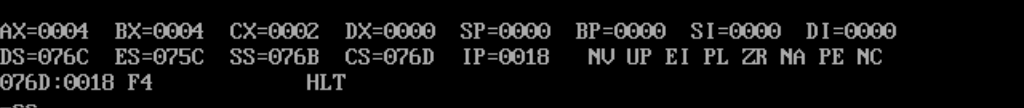 AX=0004  BX=0004  CX=0002  DX=0000  SP=0000  BP=0000  SI=0000  DI=0000
DS=076C  ES=075C  SS=076B  CS=076D  IP=0018   NV UP EI PL ZR NA PE NC
076D:0018 F4            HLT